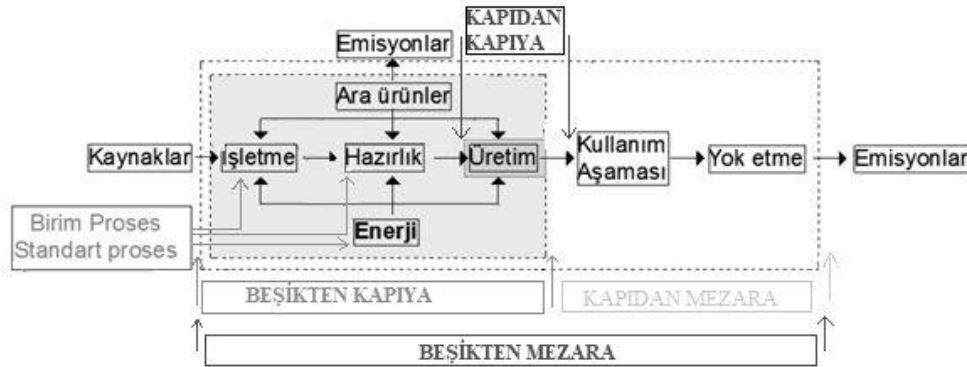 KAPIDAN
KAPIYA
Emisyonlar
Ara ürünler
Kaynaklar
İşletme
Hazırlık
Üretim
Kullanım
Aşaması
Yok etme
Emisyonlar
Birim Proses
Standart proses
Enerji
BEŞİKTEN KAPIYA
KAPIDAN MEZARA
BEŞİKTEN MEZARA